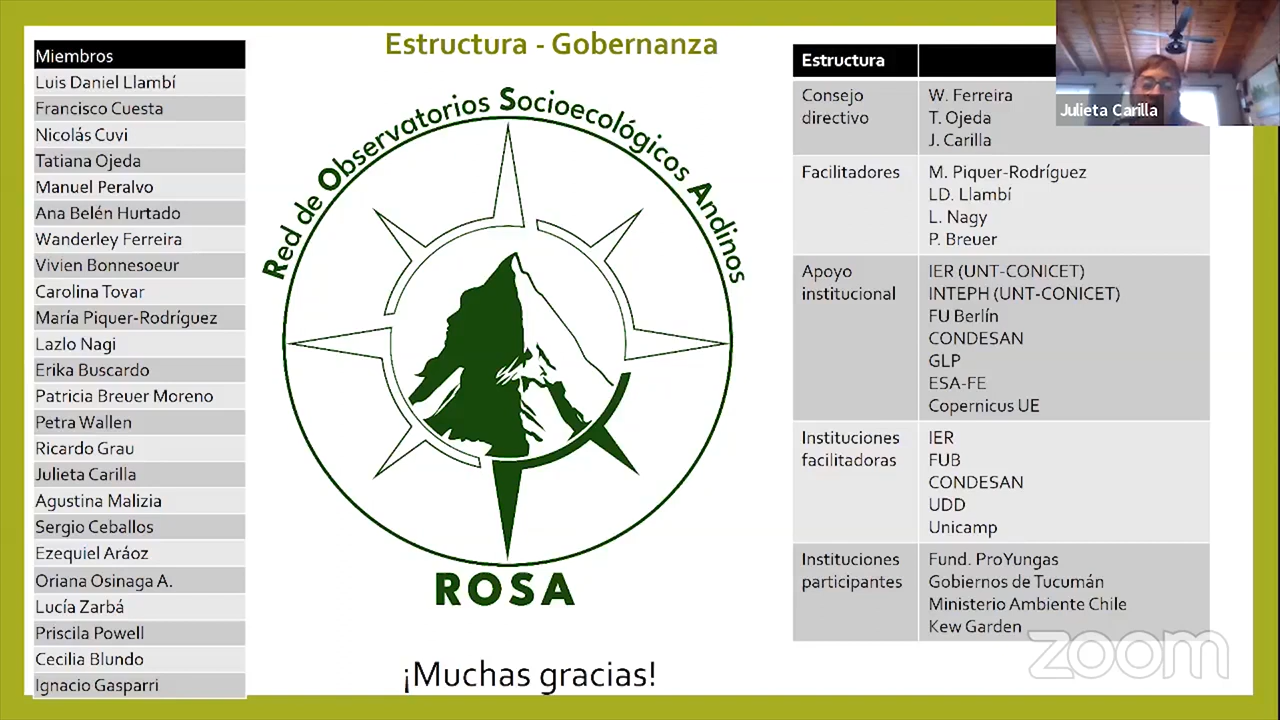 Estructura - Gobernanza
Miembros
Luis Daniel Llambí
Francisco Cuesta
Nicolás Cuvi
Tatiana Ojeda
Manuel Peralvo
Ana Belén Hurtado
Wanderley Ferreira
Vivien Bonnesoeur
Carolina Tovar
María Piquer-Rodríguez
Lazlo Nagi
Erika Buscardo
Patricia Breuer Moreno
Petra Wallen
Ricardo Grau
Julieta Carilla
Agustina Malizia
Sergio Ceballos
Ezequiel Aráoz
Oriana Osinaga A.
Lucía Zarbá
Priscila Powell
Cecilia Blundo
Ignacio Gasparri
Red de Observatorios Socioecológicos Andinos
ROSA
¡Muchas gracias!
Estructura
Consejo
directivo
W. Ferreira
T. Ojeda
J. Carilla
Facilitadores
M. Piquer-Rodríguez
LD. Llambí
L. Nagy
P. Breuer
Apoyo
institucional
IER (UNT-CONICET)
INTEPH (UNT-CONICET)
FU Berlín
CONDESAN
GLP
ESA-FE
Copernicus UE
Instituciones
facilitadoras
IER
FUB
CONDESAN
UDD
Unicamp
Instituciones
participantes
Fund. ProYungas
Gobiernos de Tucumán
Ministerio Ambiente Chile
Kew Garden
Julieta Carilla
zoom